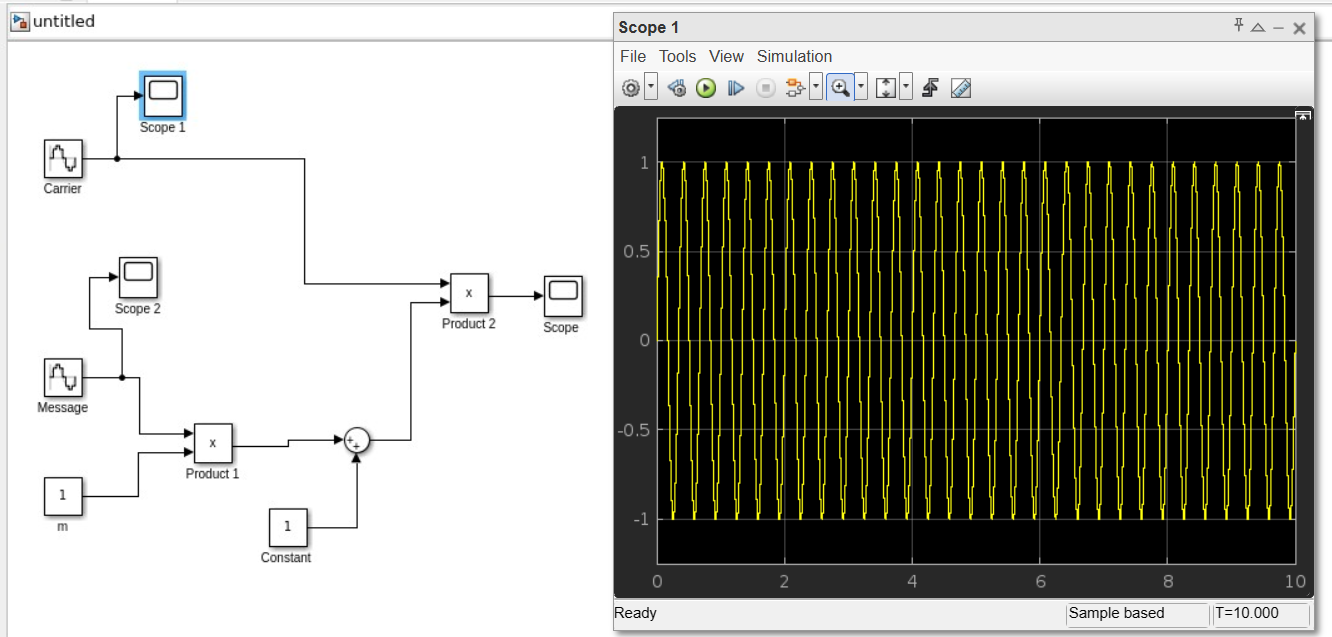 untitled
Scope 1
Carrier
Scope 2
Message
x
Product 1
1
m
1
Constant
+
+
x
Product 2
Scope
Scope 1
File Tools View Simulation
1
0.5
0
-0.5
-1
0 2 4 6 8 10
Ready Sample based T=10.000